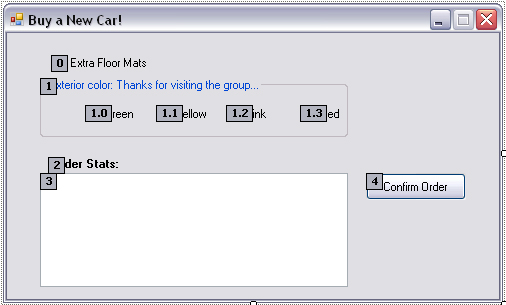 Buy a New Car!
0 Extra Floor Mats
1 xterior color: Thanks for visiting the group...
1.0 reen 1.1 ellow 1.2 ink 1.3 ed
2 der Stats:
3
4 Confirm Order